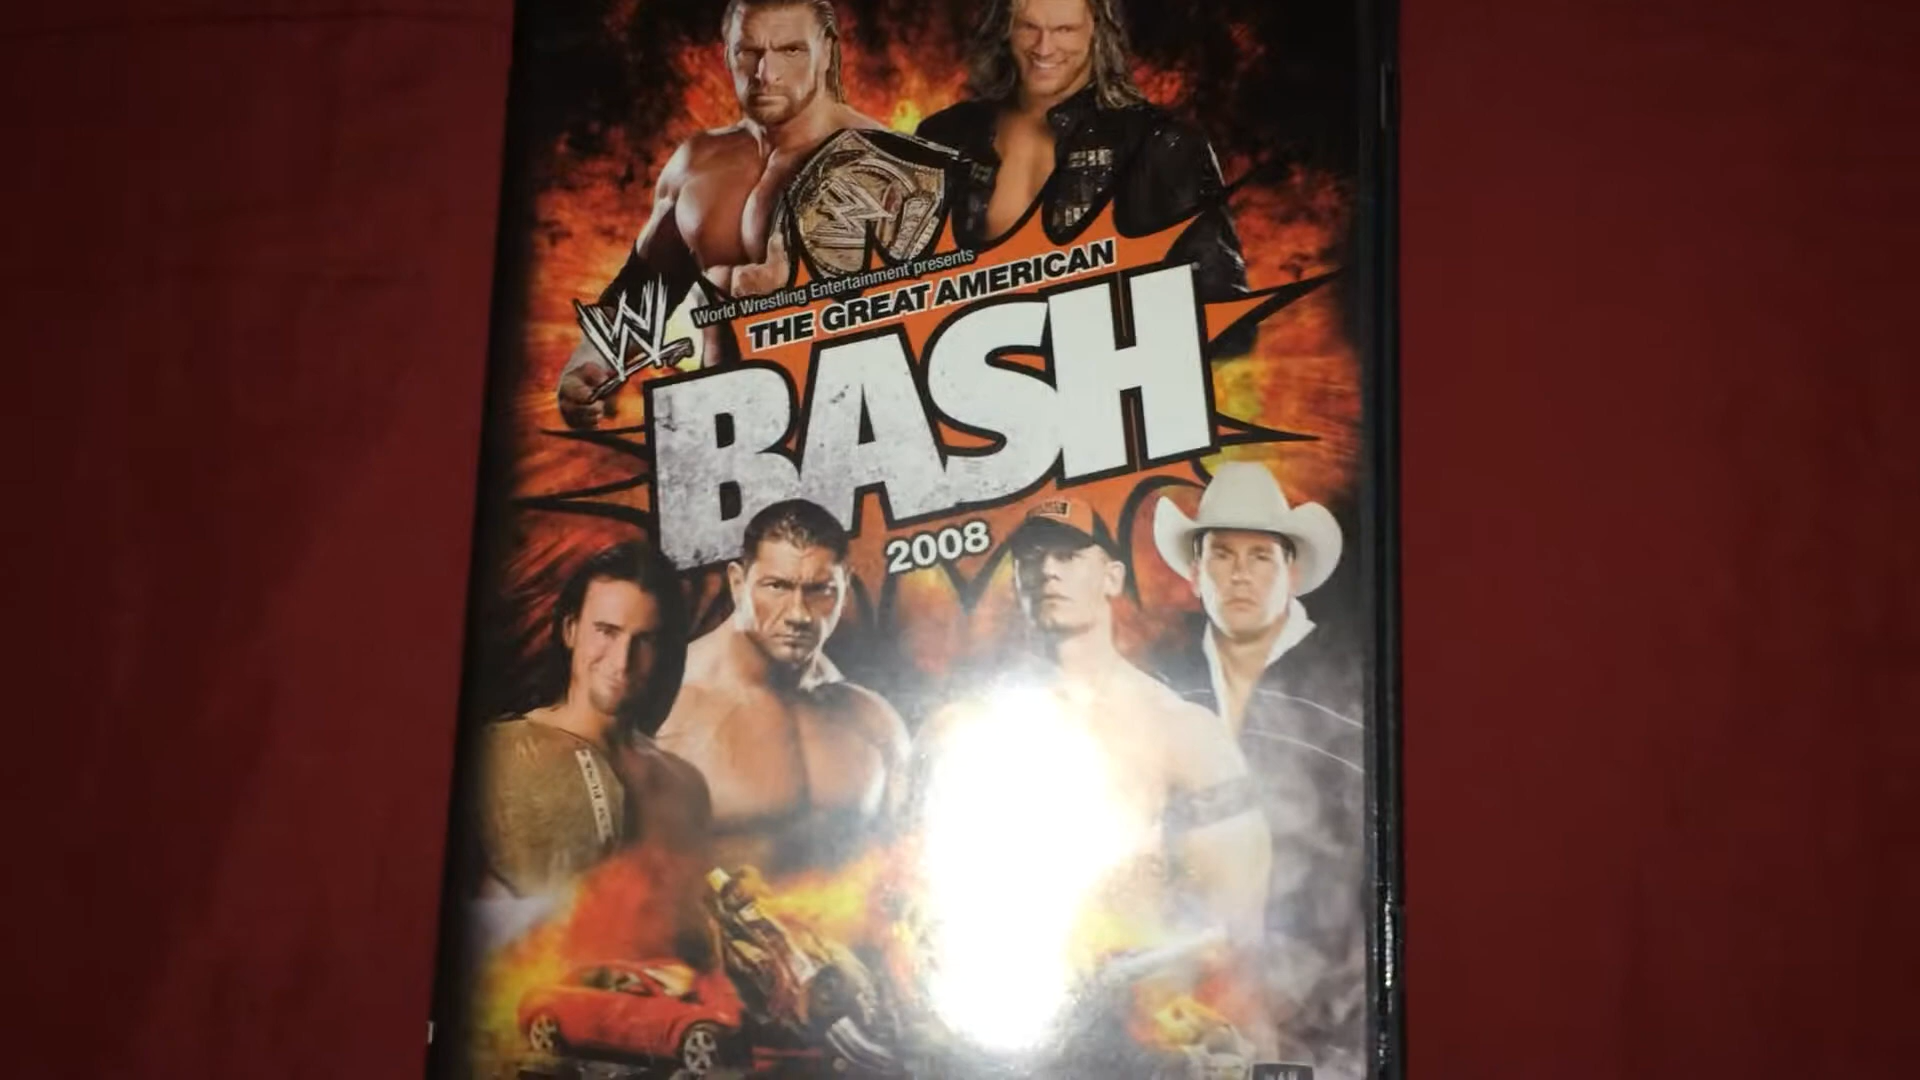 World Wrestling Entertainment® presents
THE GREAT AMERICAN
BASH
2008